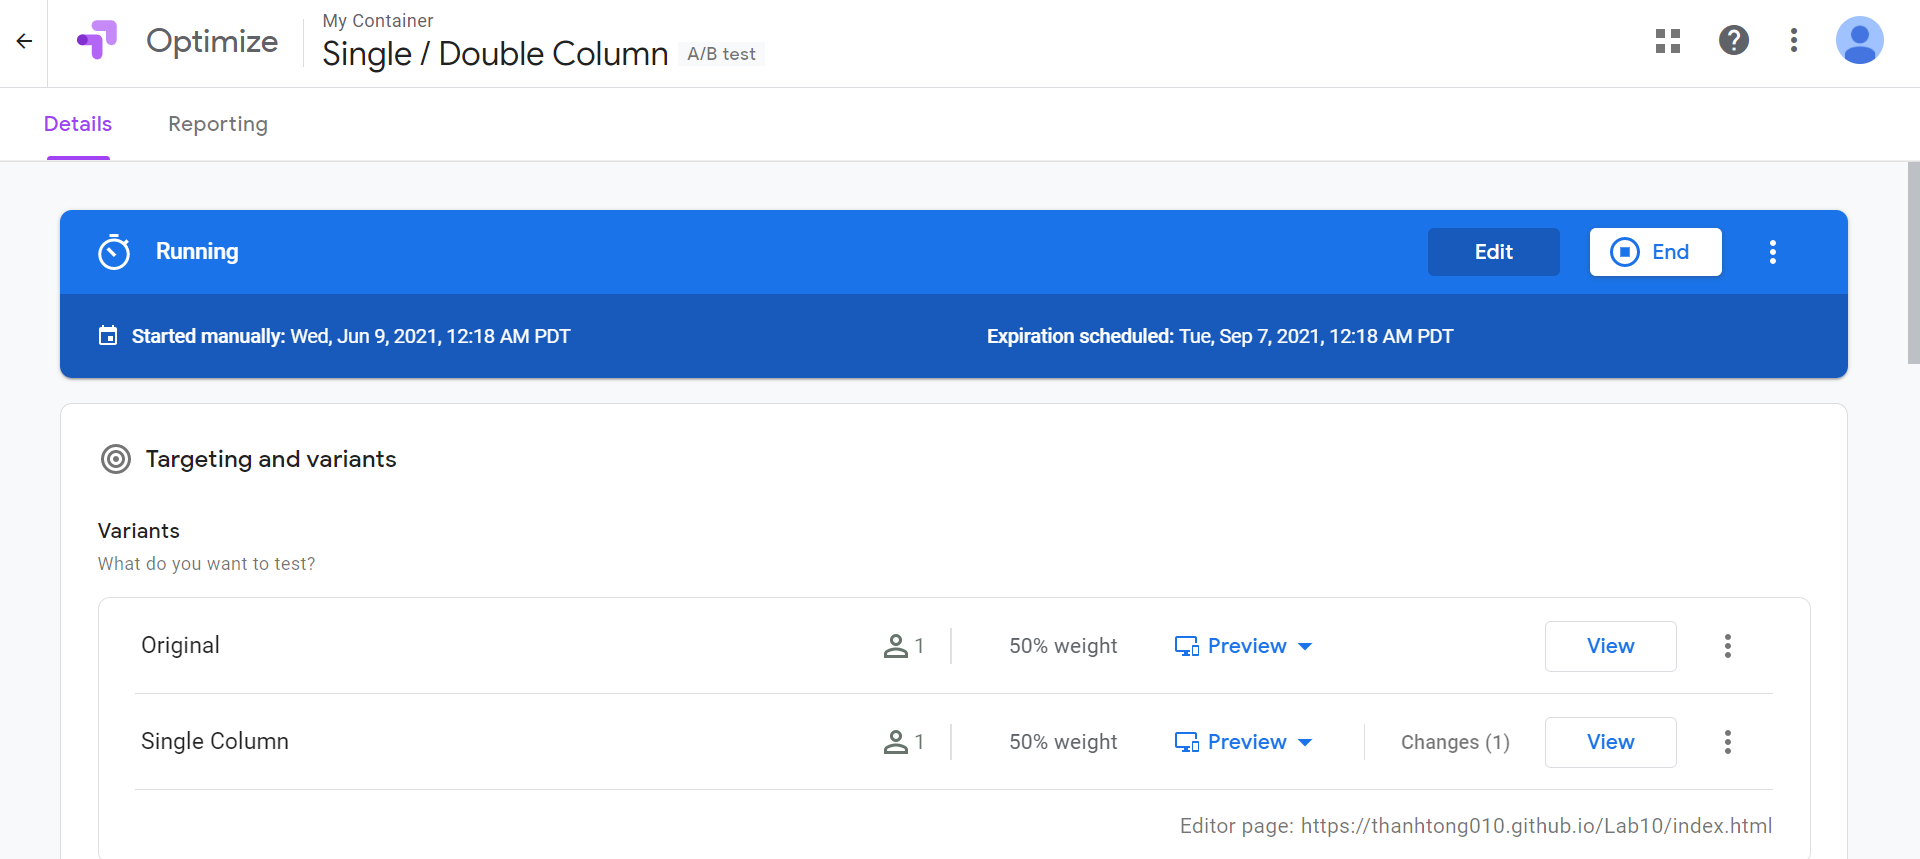 Optimize
My Container
Single / Double Column A/B test
Details Reporting
Running Edit End
Started manually: Wed, Jun 9, 2021, 12:18 AM PDT Expiration scheduled: Tue, Sep 7, 2021, 12:18 AM PDT
Targeting and variants
Variants
What do you want to test?
Original 1 50% weight Preview View
Single Column 1 50% weight Preview Changes (1) View
Editor page: https://thanhtong010.github.io/Lab10/index.html